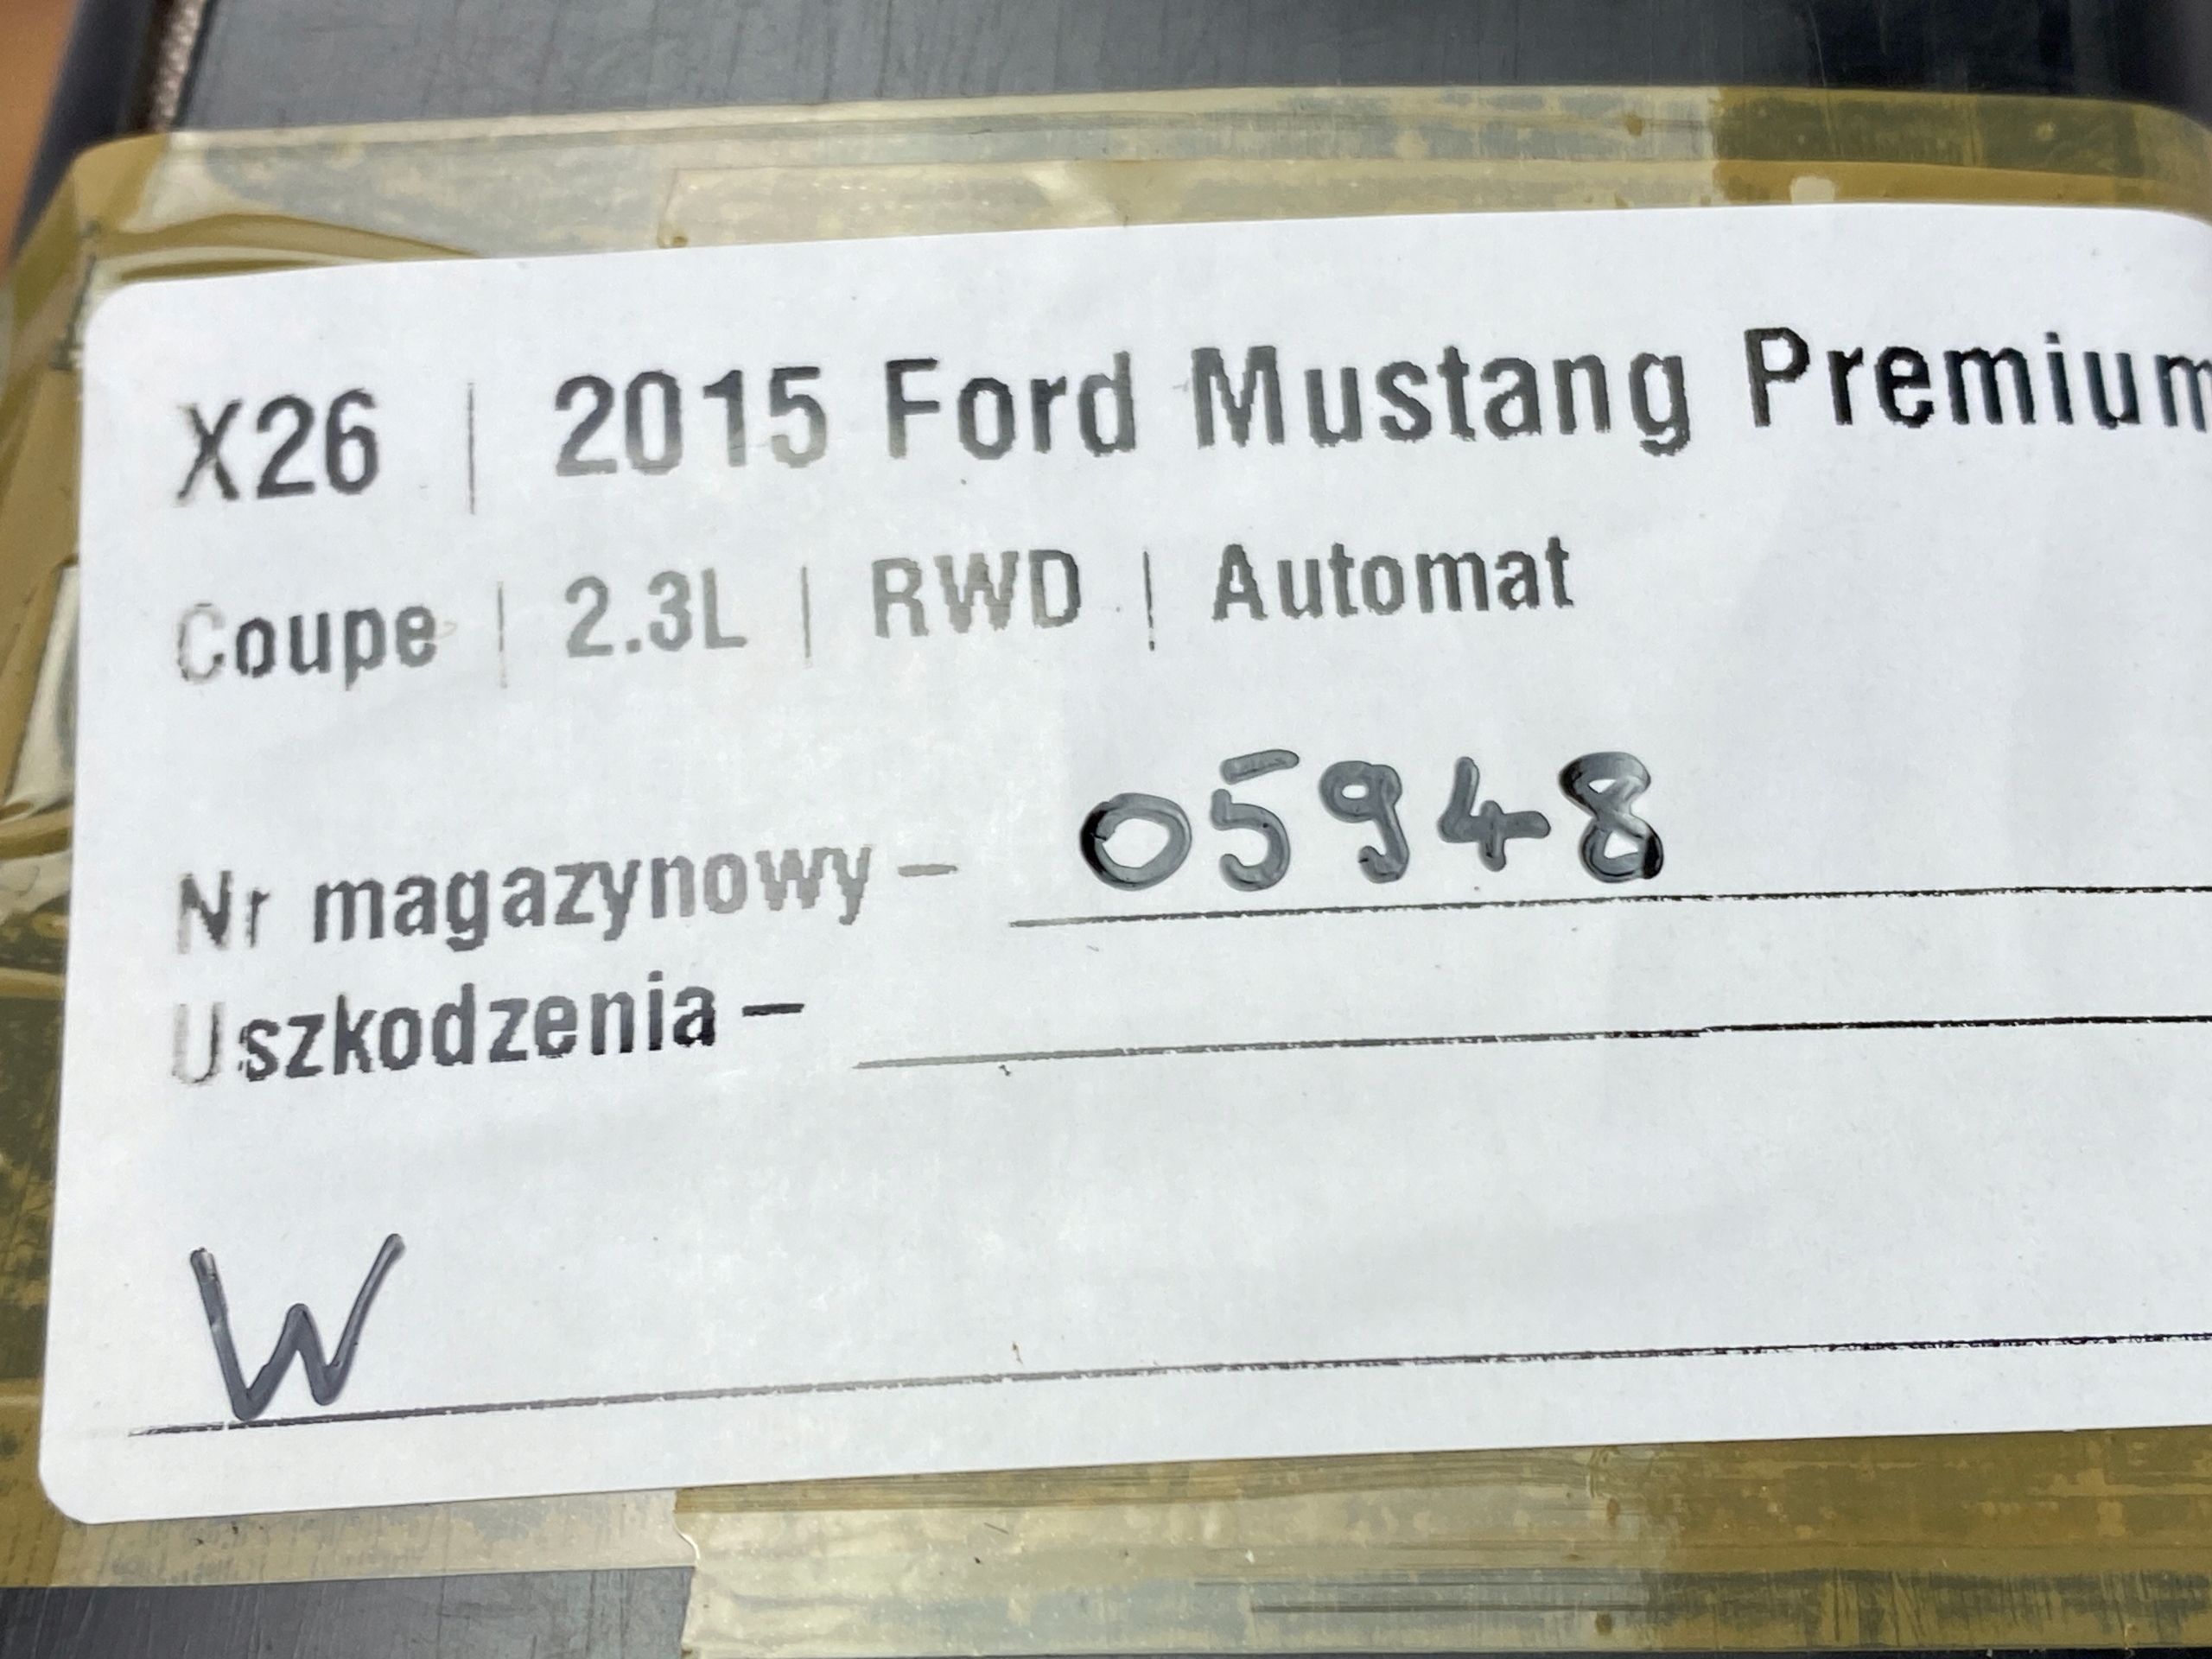 X26 | 2015 Ford Mustang Premium
Coupe | 2.3L | RWD | Automat
Nr magazynowy – 05948
Uszkodzenia –
W